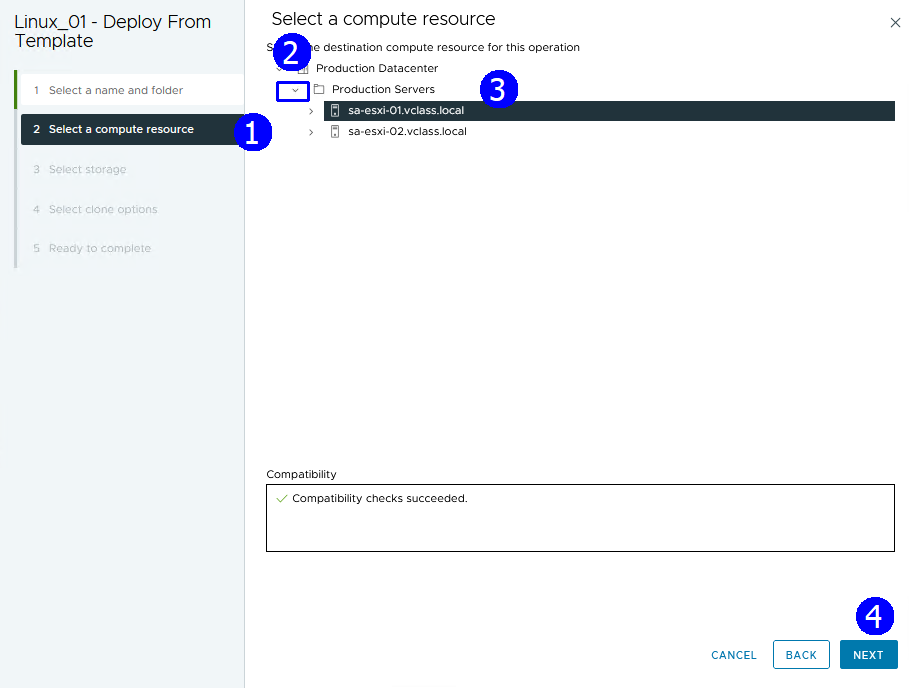 Linux_01 - Deploy From
Template
1 Select a name and folder
2 Select a compute resource
1
3 Select storage
4 Select clone options
5 Ready to complete
Select a compute resource
destination compute resource for this operation
2
Production Datacenter
Production Servers
3
sa-esxi-01.vclass.local
sa-esxi-02.vclass.local
Compatibility
Compatibility checks succeeded.
4
CANCEL
BACK
NEXT